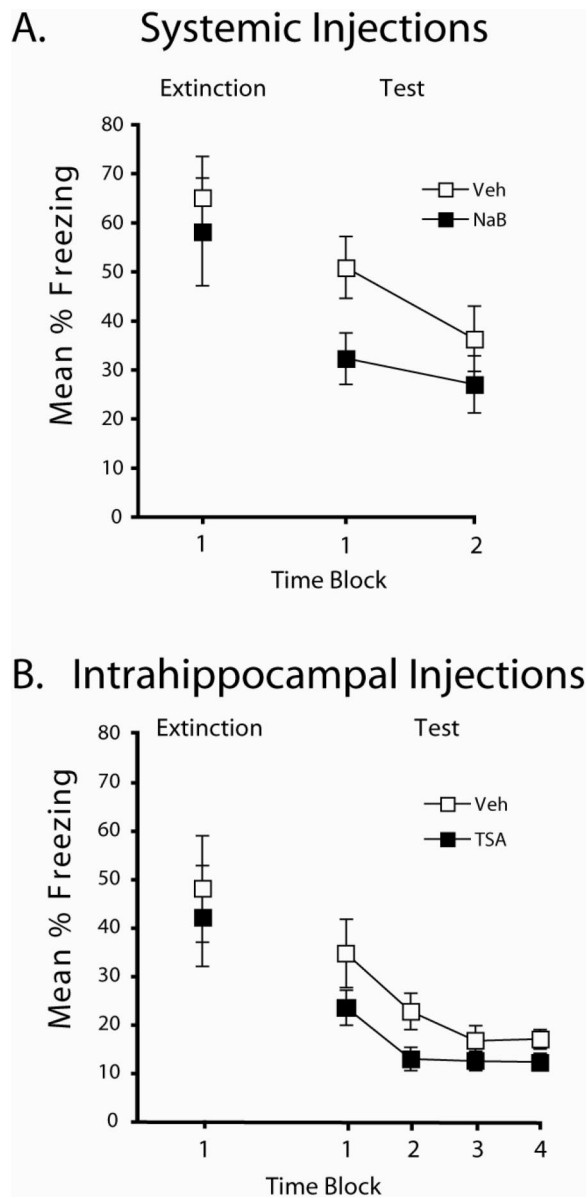 A. Systemic Injections
Extinction Test
80
70
60
50
40
30
20
10
0
Mean % Freezing
Veh
NaB
1 1 2
Time Block
B. Intrahippocampal Injections
Extinction Test
80
70
60
50
40
30
20
10
0
Mean % Freezing
Veh
TSA
1 1 2 3 4
Time Block